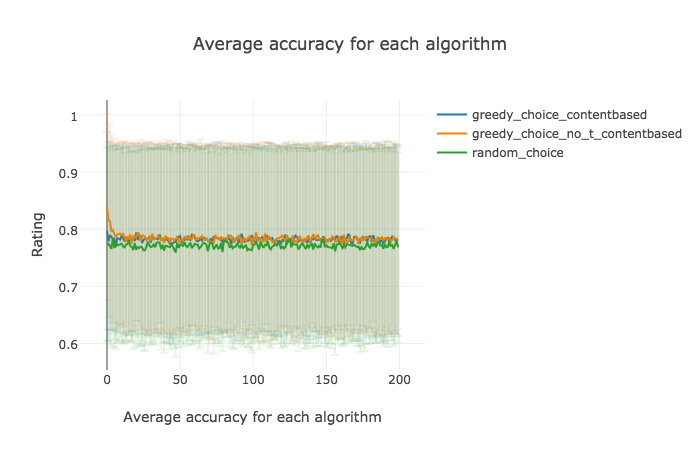 Average accuracy for each algorithm
greedy_choice_contentbased
greedy_choice_no_t_contentbased
random_choice
Rating
1
0.9
0.8
0.7
0.6
0 50 100 150 200
Average accuracy for each algorithm